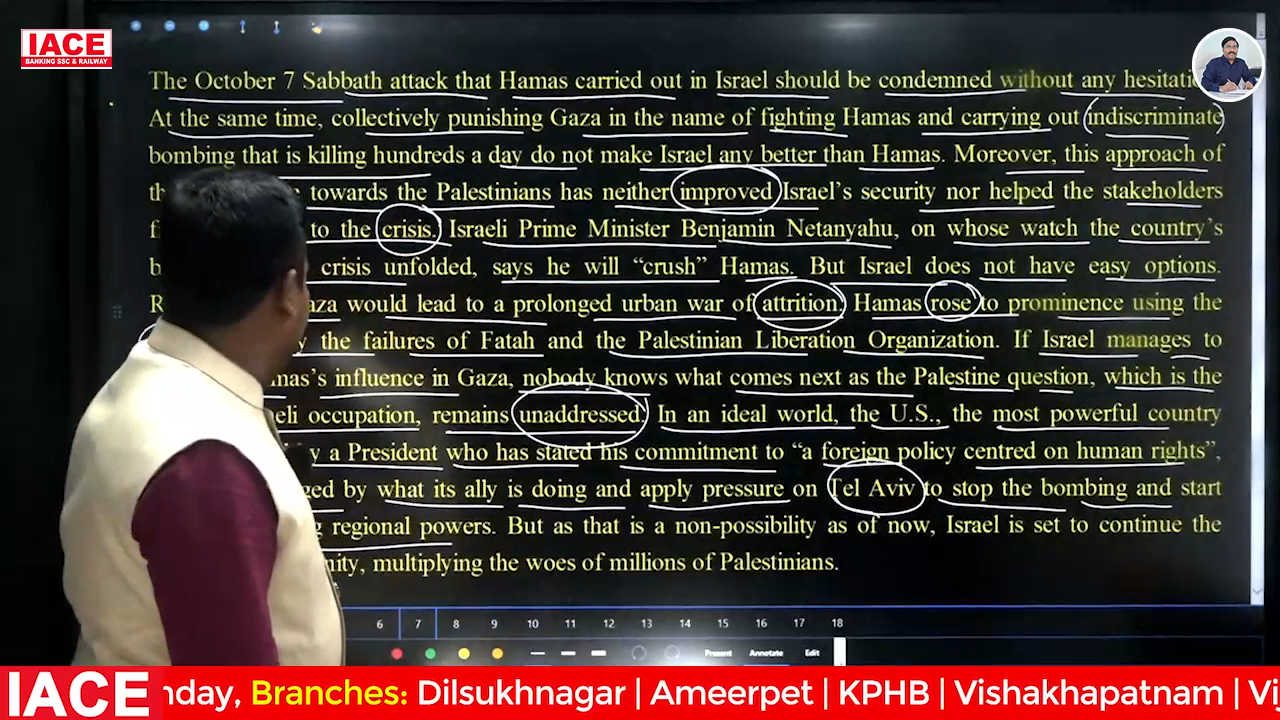 IACE
BANKING SSC & RAILWAY
The October 7 Sabbath attack that Hamas carried out in Israel should be condemned without any
At the same time, collectively punishing Gaza in the name of fighting Hamas and carrying out indiscriminate
bombing that is killing hundreds a day do not make Israel any better than Hamas. Moreover, this approach of
towards the Palestinians has neither improved Israel's security nor helped the stakeholders
to the crisis. Israeli Prime Minister Benjamin Netanyahu, on whose watch the country's
crisis unfolded, says he will "crush" Hamas. But Israel does not have easy options.
would lead to a prolonged urban war of attrition. Hamas rose to prominence using the
the failures of Fatah and the Palestinian Liberation Organization. If Israel manages to
influence in Gaza, nobody knows what comes next as the Palestine question, which is the
occupation, remains unaddressed. In an ideal world, the U.S., the most powerful country
a President who has stated his commitment to "a foreign policy centred on human rights",
by what its ally is doing and apply pressure on Tel Aviv to stop the bombing and start
regional powers. But as that is a non-possibility as of now, Israel is set to continue the
multiplying the woes of millions of Palestinians.
6 7 8 9 10 11 12 13 14 15 16 17 18
Present Annotate Edit
IACE Branches: Dilsukhnagar | Ameerpet | KPHB | Vishakhapatnam |